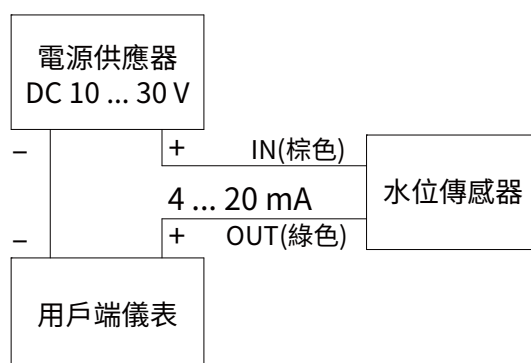 電源供應器
DC 10 ... 30 V
−
+
IN(棕色)
水位傳感器
4 ... 20 mA
−
+
OUT(綠色)
用戶端儀表